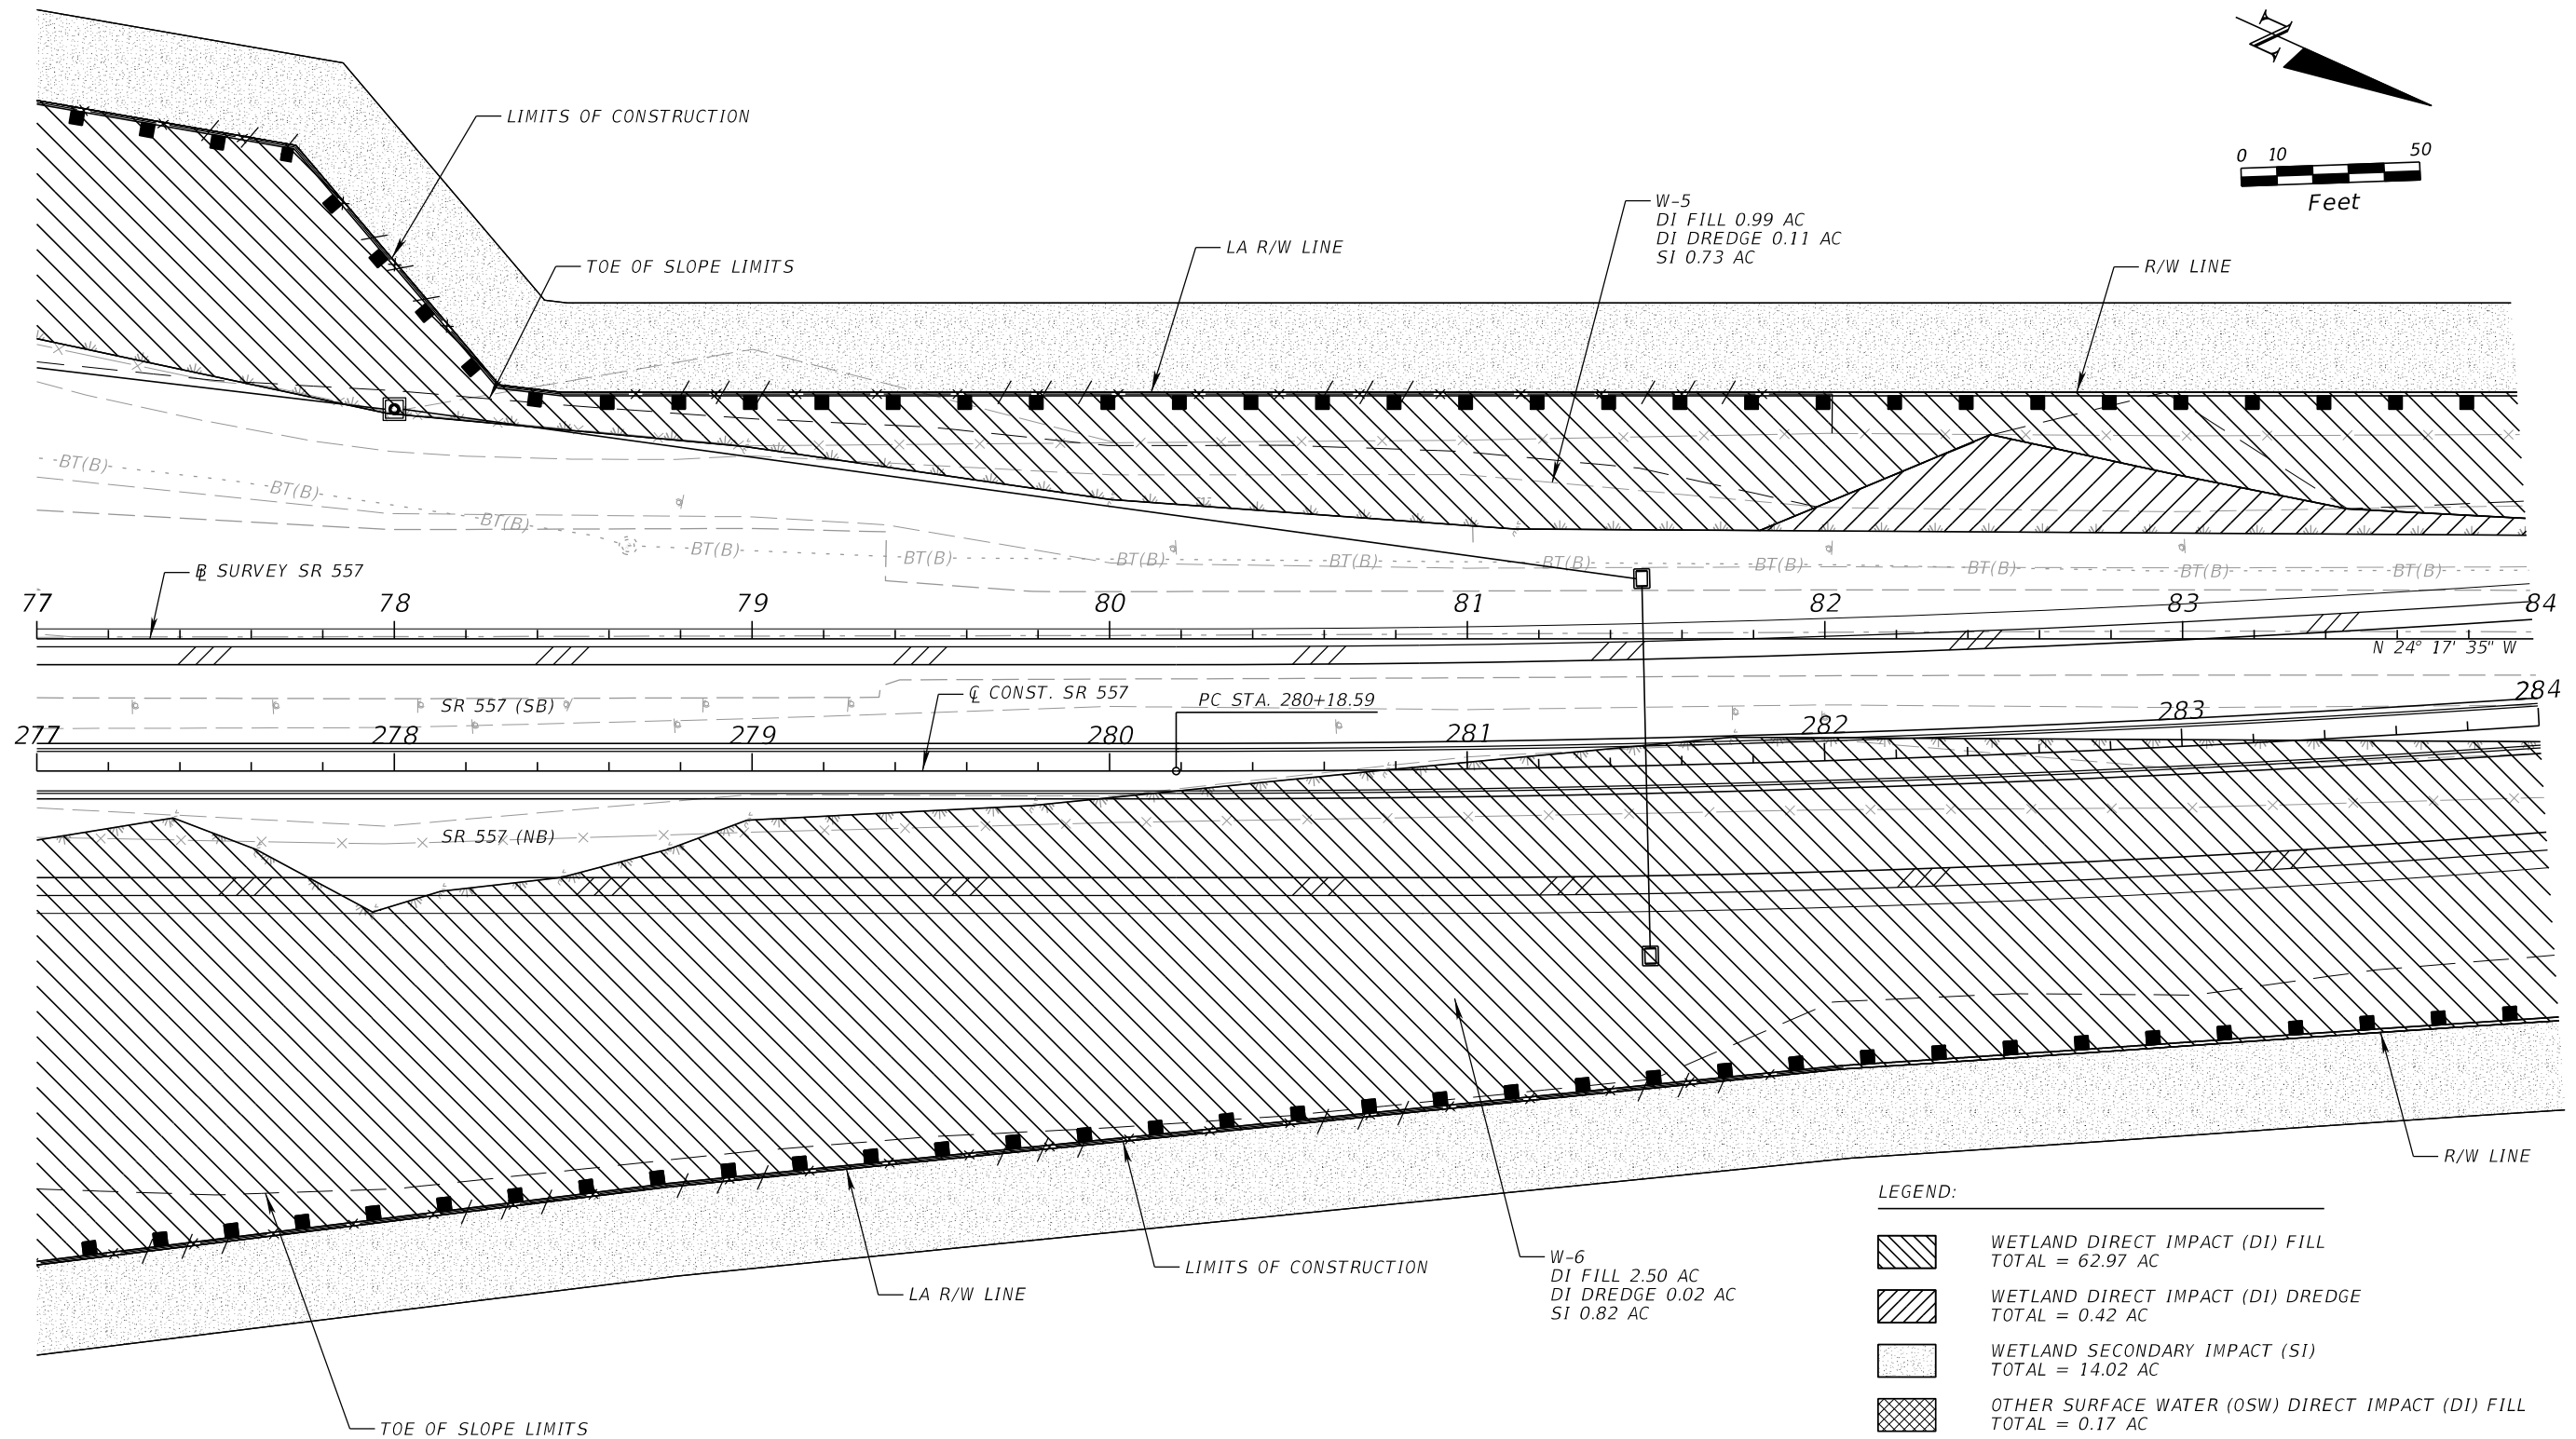 N
0 10 50
Feet
LIMITS OF CONSTRUCTION
TOE OF SLOPE LIMITS
LA R/W LINE
W-5
DI FILL 0.99 AC
DI DREDGE 0.11 AC
SI 0.73 AC
R/W LINE
BT(B) BT(B) BT(B) BT(B) BT(B) BT(B) BT(B) BT(B) BT(B) BT(B) BT(B) BT(B)
℄ SURVEY SR 557
77 78 79 80 81 82 83 84
N 24° 17' 35" W
SR 557 (SB)
℄ CONST. SR 557
PC STA. 280+18.59
277 278 279 280 281 282 283 284
SR 557 (NB)
R/W LINE
LIMITS OF CONSTRUCTION
LA R/W LINE
W-6
DI FILL 2.50 AC
DI DREDGE 0.02 AC
SI 0.82 AC
TOE OF SLOPE LIMITS
LEGEND:
WETLAND DIRECT IMPACT (DI) FILL
TOTAL = 62.97 AC
WETLAND DIRECT IMPACT (DI) DREDGE
TOTAL = 0.42 AC
WETLAND SECONDARY IMPACT (SI)
TOTAL = 14.02 AC
OTHER SURFACE WATER (OSW) DIRECT IMPACT (DI) FILL
TOTAL = 0.17 AC